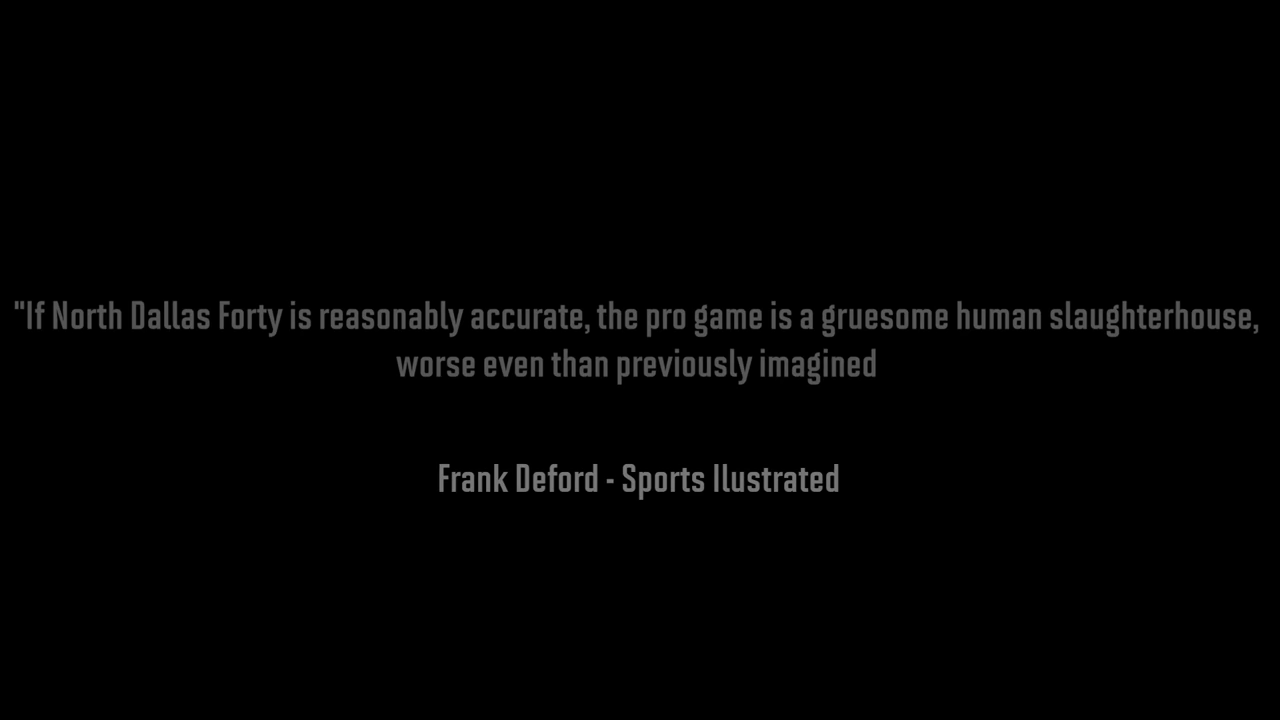 "If North Dallas Forty is reasonably accurate, the pro game is a gruesome human slaughterhouse,
worse even than previously imagined
Frank Deford - Sports Ilustrated